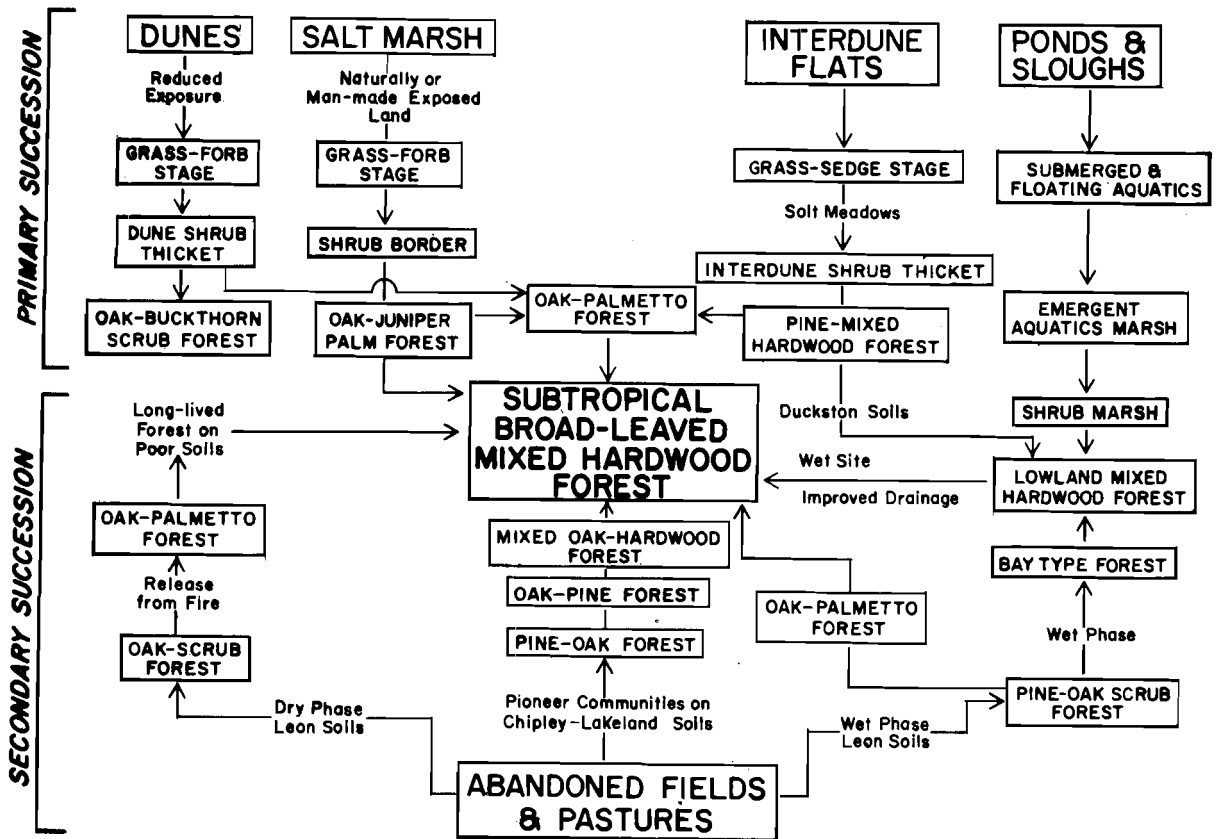 PRIMARY SUCCESSION
DUNES
SALT MARSH
INTERDUNE
FLATS
PONDS &
SLOUGHS
Reduced
Exposure
Naturally or
Man-made Exposed
Land
GRASS-FORB
STAGE
GRASS-FORB
STAGE
GRASS-SEDGE STAGE
SUBMERGED &
FLOATING AQUATICS
Salt Meadows
DUNE SHRUB
THICKET
SHRUB BORDER
INTERDUNE SHRUB THICKET
OAK-BUCKTHORN
SCRUB FOREST
OAK-JUNIPER
PALM FOREST
OAK-PALMETTO
FOREST
PINE-MIXED
HARDWOOD FOREST
EMERGENT
AQUATICS MARSH
SECONDARY SUCCESSION
Long-lived
Forest on
Poor Soils
SUBTROPICAL
BROAD-LEAVED
MIXED HARDWOOD
FOREST
Duckston Soils
SHRUB MARSH
Wet Site
Improved Drainage
LOWLAND MIXED
HARDWOOD FOREST
OAK-PALMETTO
FOREST
MIXED OAK-HARDWOOD
FOREST
BAY TYPE FOREST
Release
from Fire
OAK-PINE FOREST
OAK-PALMETTO
FOREST
Wet Phase
OAK-SCRUB
FOREST
PINE-OAK FOREST
PINE-OAK SCRUB
FOREST
Dry Phase
Leon Soils
Pioneer Communities on
Chipley-Lakeland Soils
Wet Phase
Leon Soils
ABANDONED FIELDS
& PASTURES